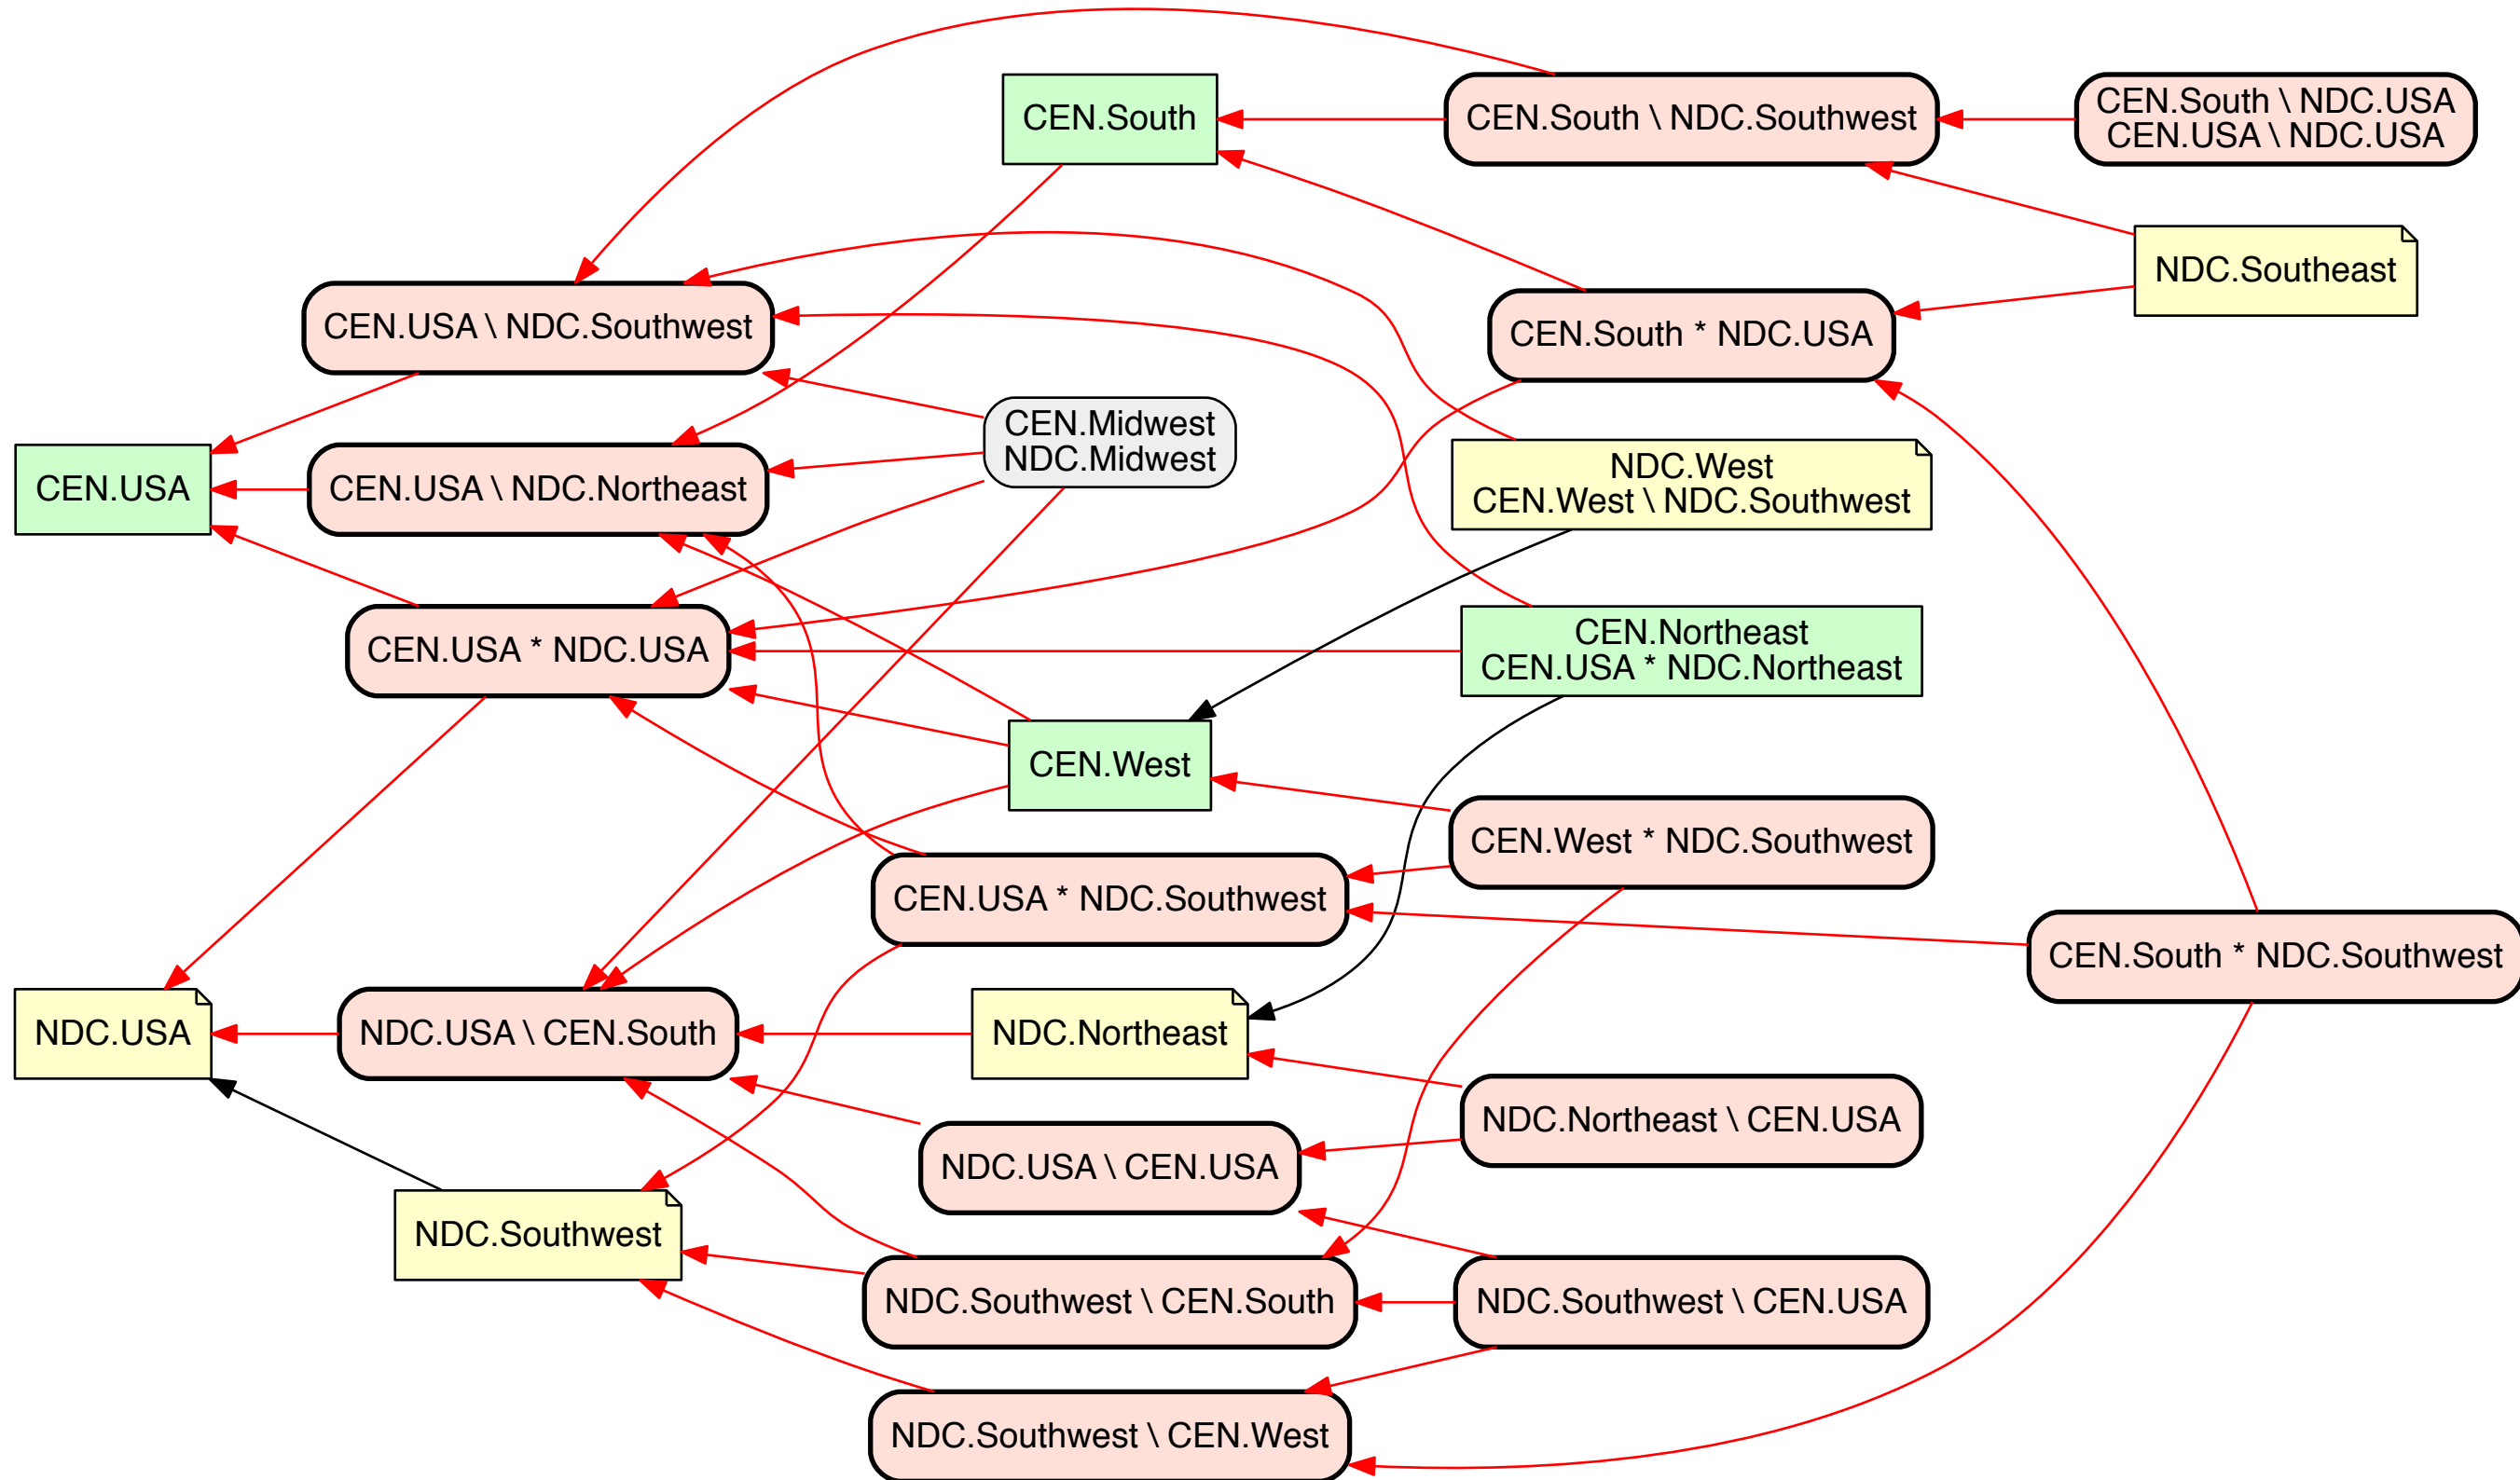 CEN.South
CEN.South \ NDC.Southwest
CEN.South \ NDC.USA
CEN.USA \ NDC.USA
NDC.Southeast
CEN.USA \ NDC.Southwest
CEN.South * NDC.USA
CEN.Midwest
NDC.Midwest
NDC.West
CEN.West \ NDC.Southwest
CEN.USA
CEN.USA \ NDC.Northeast
CEN.USA * NDC.USA
CEN.Northeast
CEN.USA * NDC.Northeast
CEN.West
CEN.West * NDC.Southwest
CEN.USA * NDC.Southwest
CEN.South * NDC.Southwest
NDC.USA
NDC.USA \ CEN.South
NDC.Northeast
NDC.Northeast \ CEN.USA
NDC.USA \ CEN.USA
NDC.Southwest
NDC.Southwest \ CEN.South
NDC.Southwest \ CEN.USA
NDC.Southwest \ CEN.West